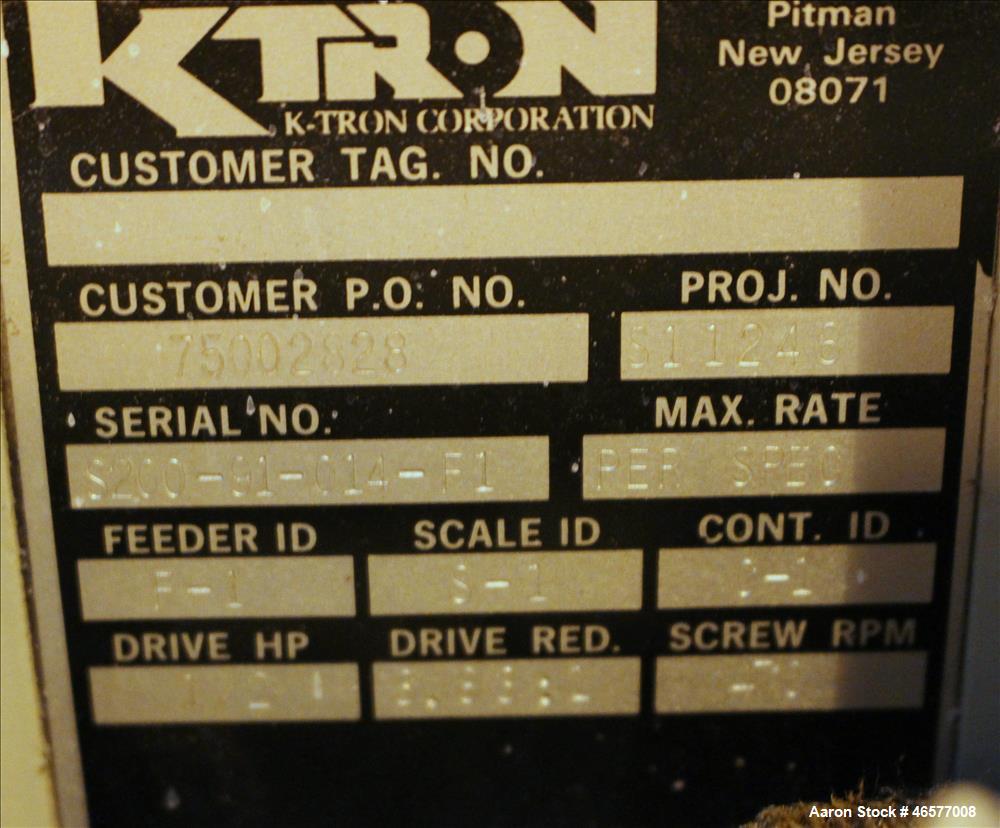 K-TRON
Pitman
New Jersey
08071
K-TRON CORPORATION
CUSTOMER TAG. NO.
CUSTOMER P.O. NO. PROJ. NO.
75002828 S11246
SERIAL NO. MAX. RATE
S200-91-014-F1 PER SPEC
FEEDER ID SCALE ID CONT. ID
F-1 S-1
DRIVE HP DRIVE RED. SCREW RPM
Aaron Stock # 46577008